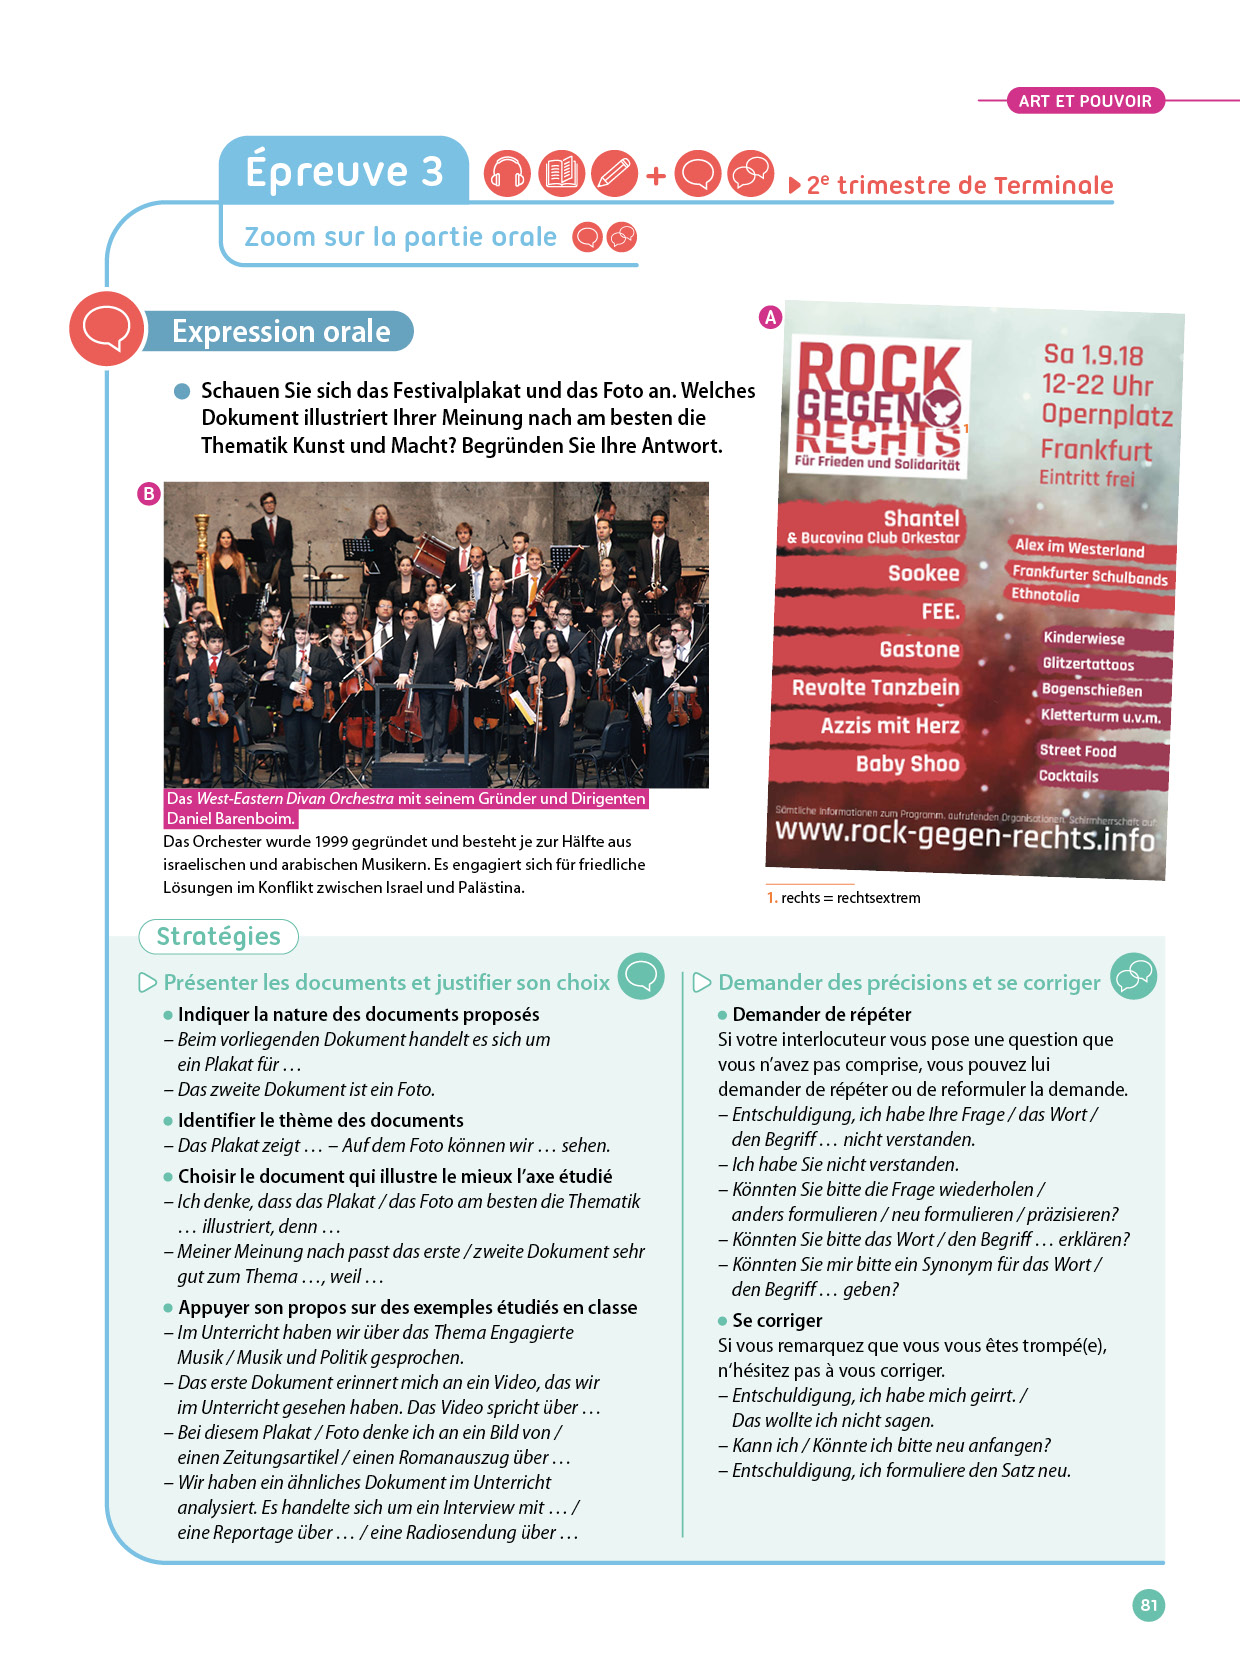 ART ET POUVOIR
Épreuve 3
+
2e trimestre de Terminale
Zoom sur la partie orale
Expression orale
Schauen Sie sich das Festivalplakat und das Foto an. Welches
Dokument illustriert Ihrer Meinung nach am besten die
Thematik Kunst und Macht? Begründen Sie Ihre Antwort.
A
ROCK
GEGEN
RECHTS1
Für Frieden und Solidarität
Sa 1.9.18
12-22 Uhr
Opernplatz
Frankfurt
Eintritt frei
Shantel
& Bucovina Club Orkestar
Sookee
FEE.
Gastone
Revolte Tanzbein
Azzis mit Herz
Baby Shoo
Alex im Westerland
Frankfurter Schulbands
Ethnotolia
Kinderwiese
Glitzertattoos
Bogenschießen
Kletterturm u.v.m.
Street Food
Cocktails
Sämtliche Informationen zum Programm, aufrufenden Organisationen, Schirmherrschaft auf:
www.rock-gegen-rechts.info
1. rechts = rechtsextrem
B
Das West-Eastern Divan Orchestra mit seinem Gründer und Dirigenten
Daniel Barenboim.
Das Orchester wurde 1999 gegründet und besteht je zur Hälfte aus
israelischen und arabischen Musikern. Es engagiert sich für friedliche
Lösungen im Konflikt zwischen Israel und Palästina.
Stratégies
Présenter les documents et justifier son choix
Indiquer la nature des documents proposés
– Beim vorliegenden Dokument handelt es sich um
ein Plakat für …
– Das zweite Dokument ist ein Foto.
Identifier le thème des documents
– Das Plakat zeigt … – Auf dem Foto können wir … sehen.
Choisir le document qui illustre le mieux l'axe étudié
– Ich denke, dass das Plakat / das Foto am besten die Thematik
… illustriert, denn …
– Meiner Meinung nach passt das erste / zweite Dokument sehr
gut zum Thema …, weil …
Appuyer son propos sur des exemples étudiés en classe
– Im Unterricht haben wir über das Thema Engagierte
Musik / Musik und Politik gesprochen.
– Das erste Dokument erinnert mich an ein Video, das wir
im Unterricht gesehen haben. Das Video spricht über …
– Bei diesem Plakat / Foto denke ich an ein Bild von /
einen Zeitungsartikel / einen Romanauszug über …
– Wir haben ein ähnliches Dokument im Unterricht
analysiert. Es handelte sich um ein Interview mit … /
eine Reportage über … / eine Radiosendung über …
Demander des précisions et se corriger
Demander de répéter
Si votre interlocuteur vous pose une question que
vous n'avez pas comprise, vous pouvez lui
demander de répéter ou de reformuler la demande.
– Entschuldigung, ich habe Ihre Frage / das Wort /
den Begriff … nicht verstanden.
– Ich habe Sie nicht verstanden.
– Könnten Sie bitte die Frage wiederholen /
anders formulieren / neu formulieren / präzisieren?
– Könnten Sie bitte das Wort / den Begriff … erklären?
– Könnten Sie mir bitte ein Synonym für das Wort /
den Begriff … geben?
Se corriger
Si vous remarquez que vous vous êtes trompé(e),
n'hésitez pas à vous corriger.
– Entschuldigung, ich habe mich geirrt. /
Das wollte ich nicht sagen.
– Kann ich / Könnte ich bitte neu anfangen?
– Entschuldigung, ich formuliere den Satz neu.
81